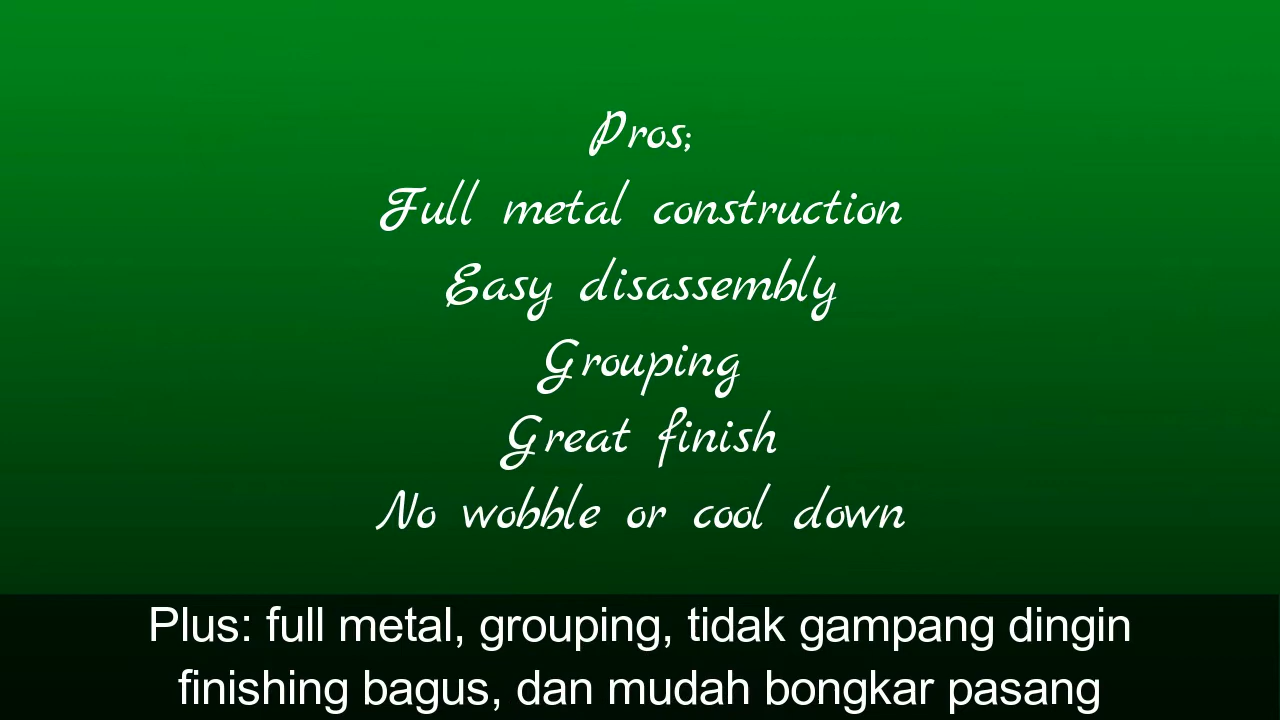 Pros;
Full metal construction
Easy disassembly
Grouping
Great finish
No wobble or cool down
Plus: full metal, grouping, tidak gampang dingin
finishing bagus, dan mudah bongkar pasang